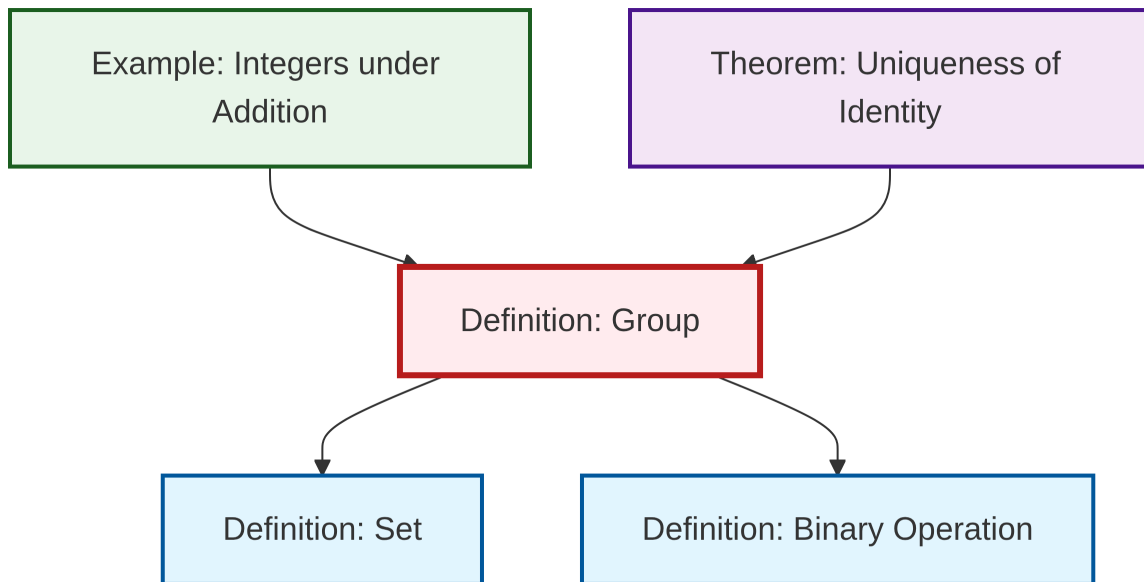 Example: Integers under
Addition
Theorem: Uniqueness of
Identity
Definition: Group
Definition: Set
Definition: Binary Operation